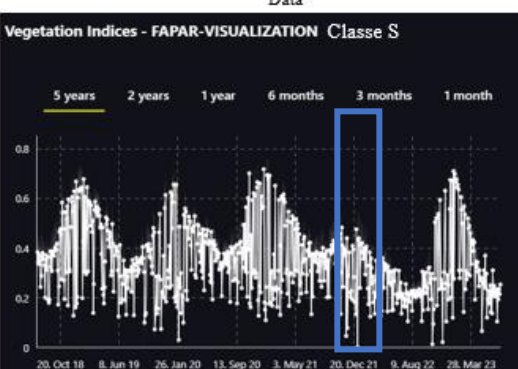 Data
Vegetation Indices - FAPAR-VISUALIZATION Classe S
5 years 2 years 1 year 6 months 3 months 1 month
0.8
0.6
0.4
0.2
0
20. Oct 18 8. Jun 19 26. Jan 20 13. Sep 20 3. May 21 20. Dec 21 9. Aug 22 28. Mar 23